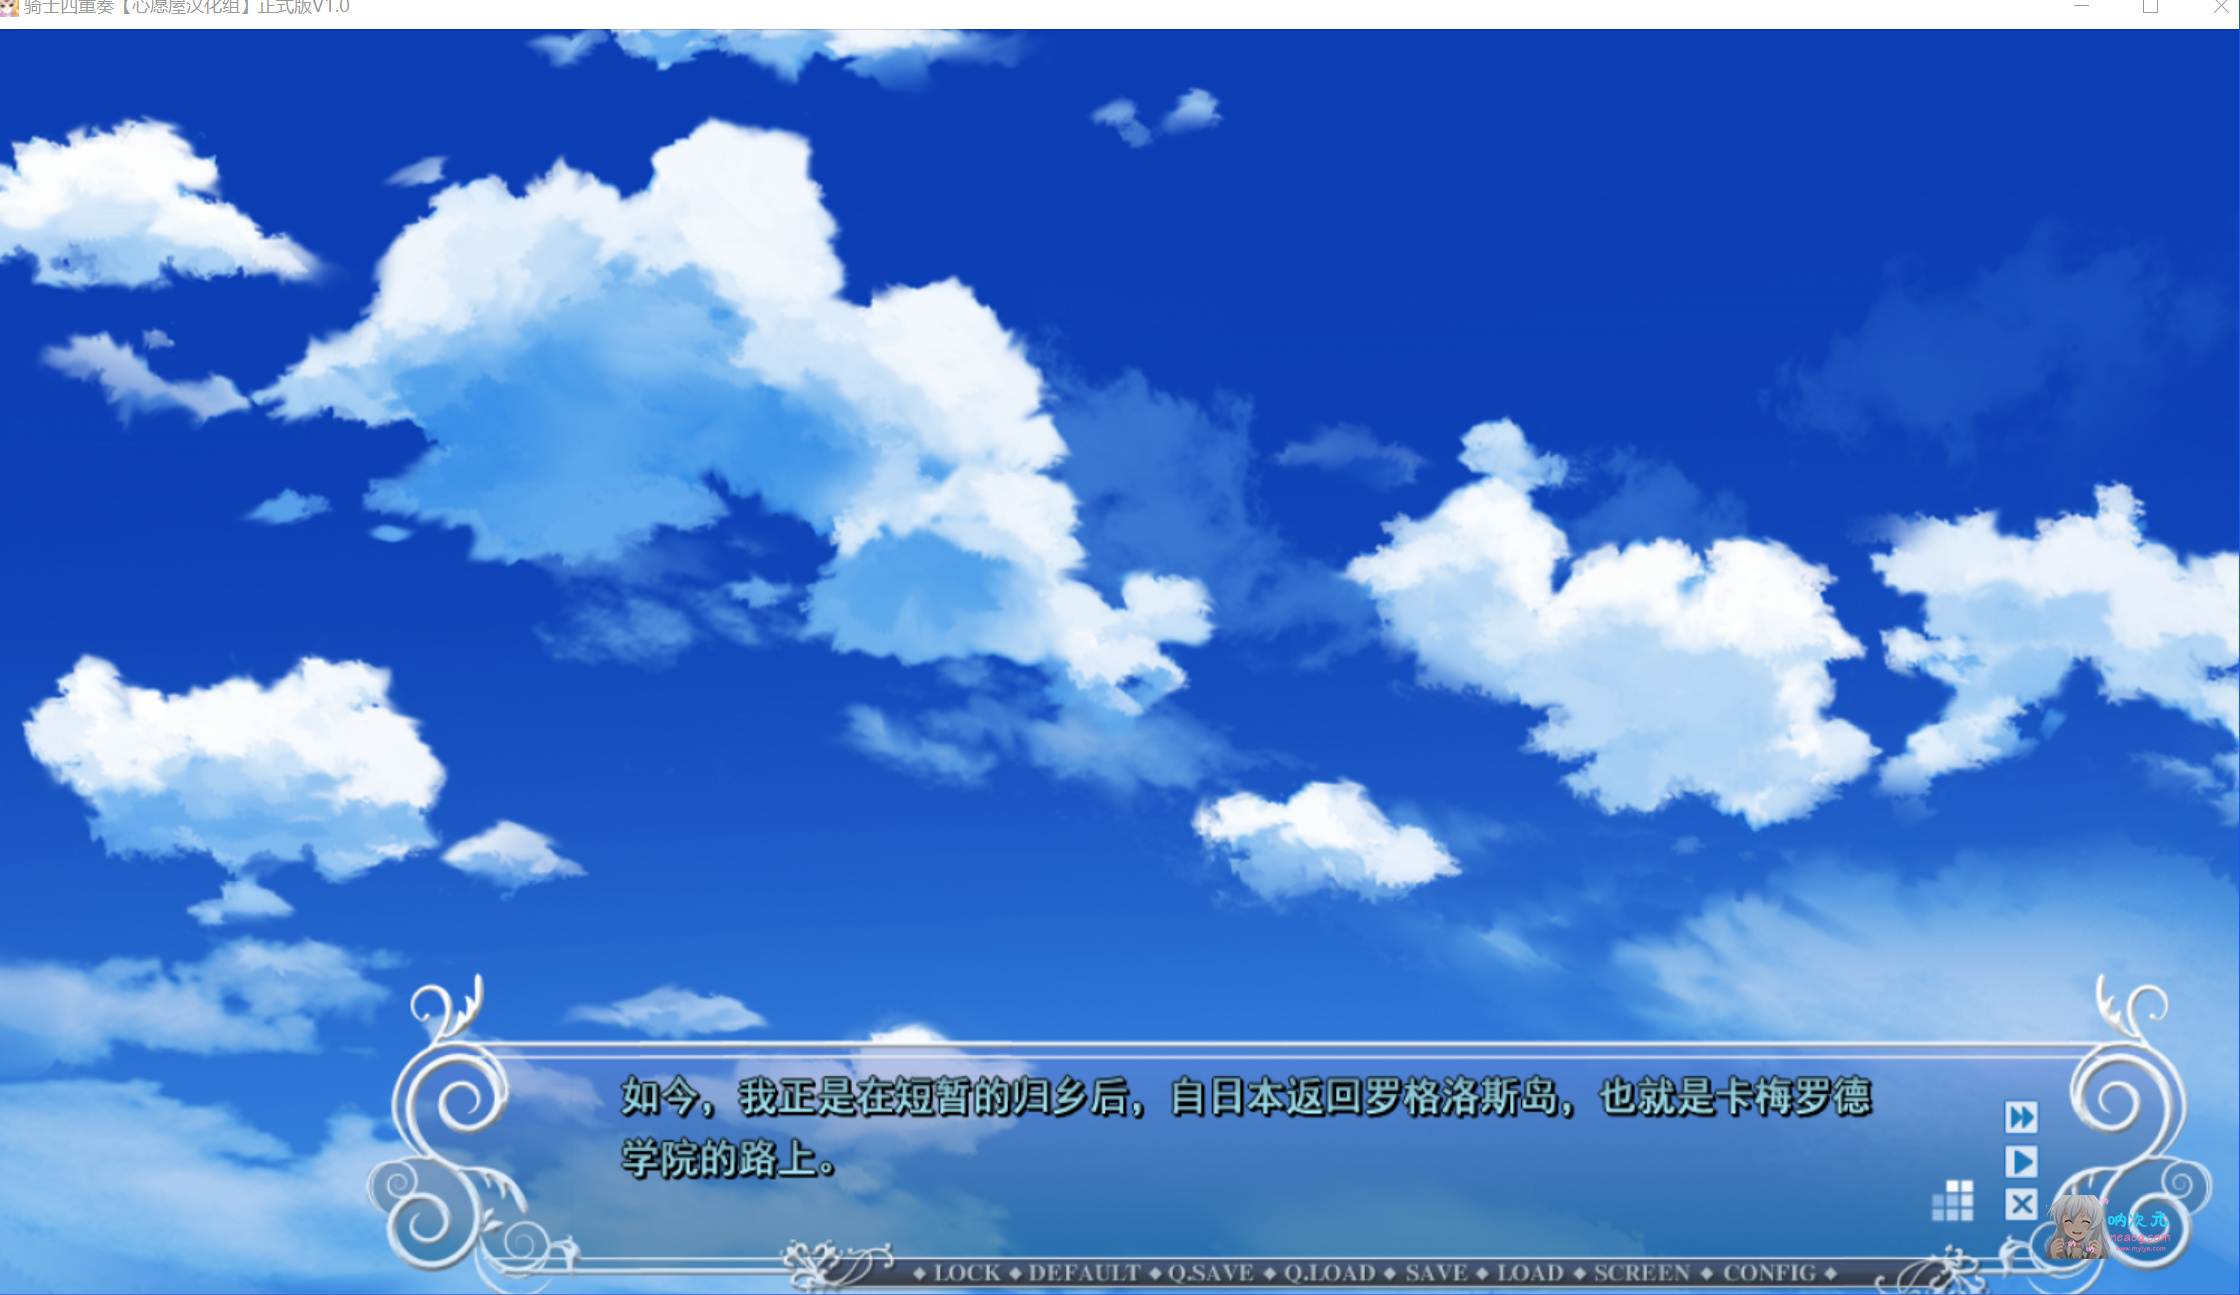 骑士四重奏【心愿屋汉化组】正式版V1.0
如今，我正是在短暂的归乡后，自日本返回罗格洛斯岛，也就是卡梅罗德
学院的路上。
呐次元
◆ LOCK ◆ DEFAULT ◆ Q.SAVE ◆ Q.LOAD ◆ SAVE ◆ LOAD ◆ SCREEN ◆ CONFIG ◆